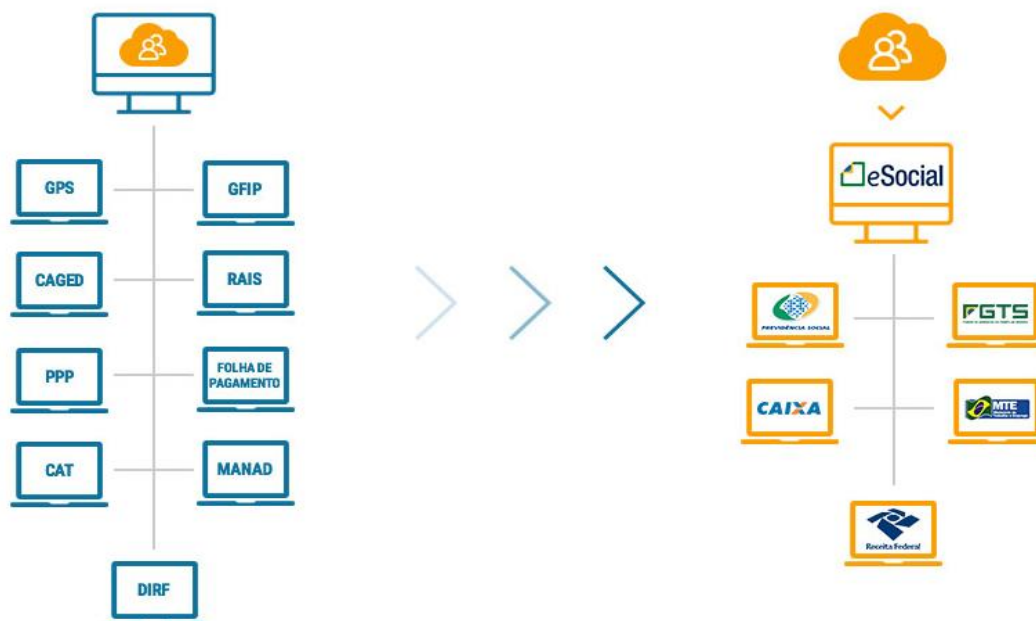 GPS
GFIP
CAGED
RAIS
PPP
FOLHA DE
PAGAMENTO
CAT
MANAD
DIRF
eSocial
PREVIDÊNCIA SOCIAL
FGTS
CAIXA
MTE
Receita Federal